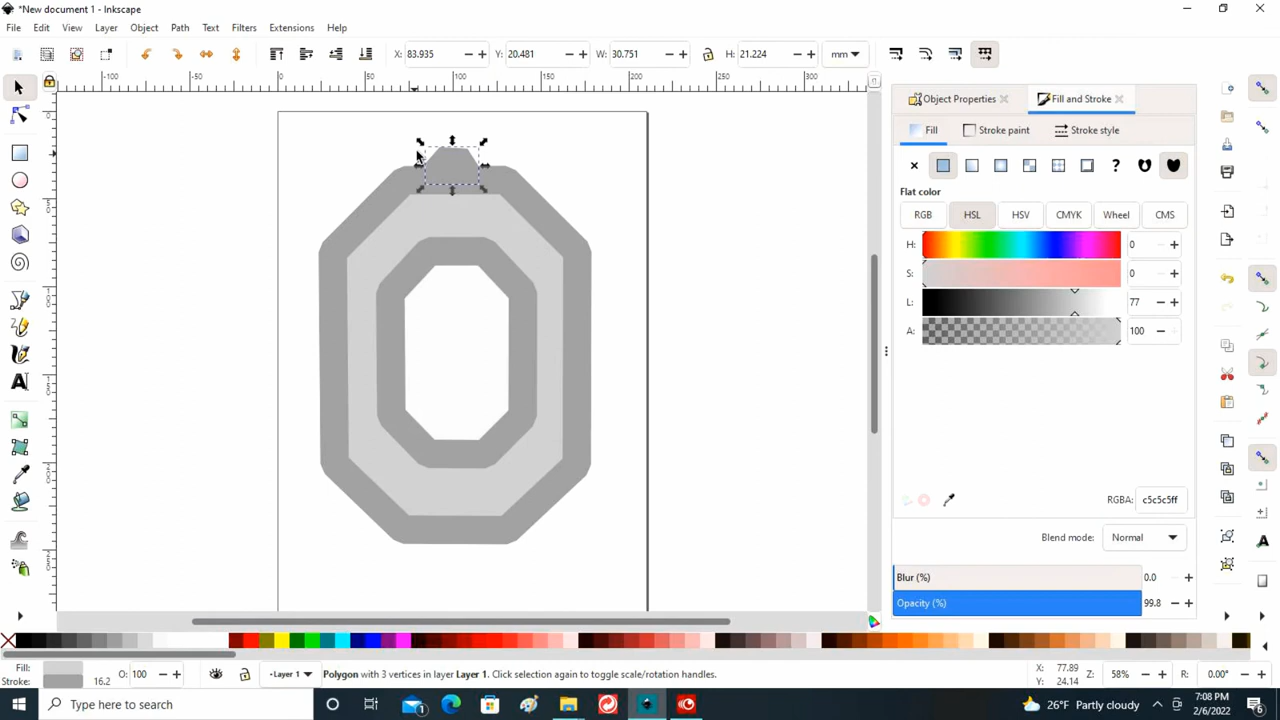 *New document 1 - Inkscape
File Edit View Layer Object Path Text Filters Extensions Help
X: 83.935 Y: 20.481 W: 30.751 H: 21.224 mm
-100 -50 0 50 100 150 200 250 300
Object Properties Fill and Stroke
Fill Stroke paint Stroke style
?
Flat color
RGB HSL HSV CMYK Wheel CMS
H: 0
S: 0
L: 77
A: 100
RGBA: c5c5c5ff
Blend mode: Normal
Blur (%) 0.0
Opacity (%) 99.8
Fill:
Stroke: 16.2
O: 100
Layer 1
Polygon with 3 vertices in layer Layer 1. Click selection again to toggle scale/rotation handles.
X: 77.89
Y: 24.14
Z: 58%
R: 0.00°
Type here to search
1
26°F Partly cloudy
7:08 PM
2/6/2022
6